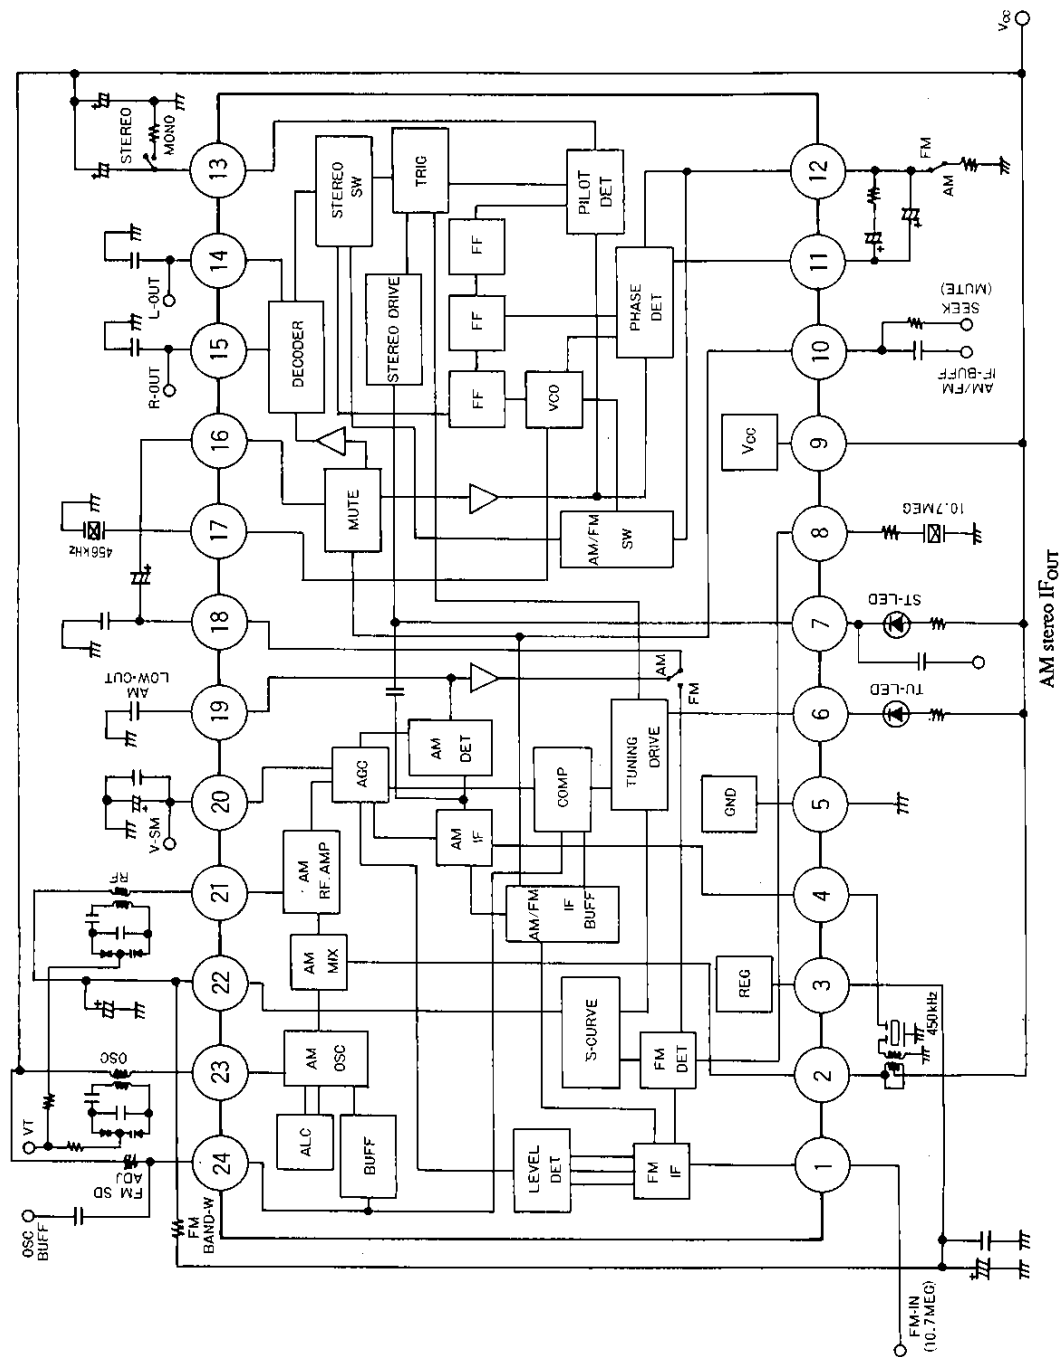 OSC
BUFF
FM SD
ADJ
VT
OSC
RF
V-SM
AM
LOW-CUT
456kHz
R-OUT
L-OUT
STEREO
MONO
FM
BAND-W
24
23
22
21
20
19
18
17
16
15
14
13
ALC
BUFF
AM
OSC
AM
MIX
AM
RF.AMP
AGC
AM
DET
MUTE
DECODER
STEREO
SW
STEREO DRIVE
TRIG
LEVEL
DET
FM
IF
S-CURVE
FM
DET
AM/FM
IF
BUFF
AM
IF
COMP
TUNING
DRIVE
AM
FM
AM/FM
SW
VCO
FF
FF
FF
PHASE
DET
PILOT
DET
REG
GND
VCC
1
2
3
4
5
6
7
8
9
10
11
12
FM-IN
(10.7MEG)
450kHz
TU-LED
ST-LED
10.7MEG
AM/FM
IF-BUFF
SEEK
(MUTE)
AM
FM
VCC
AM stereo IFOUT